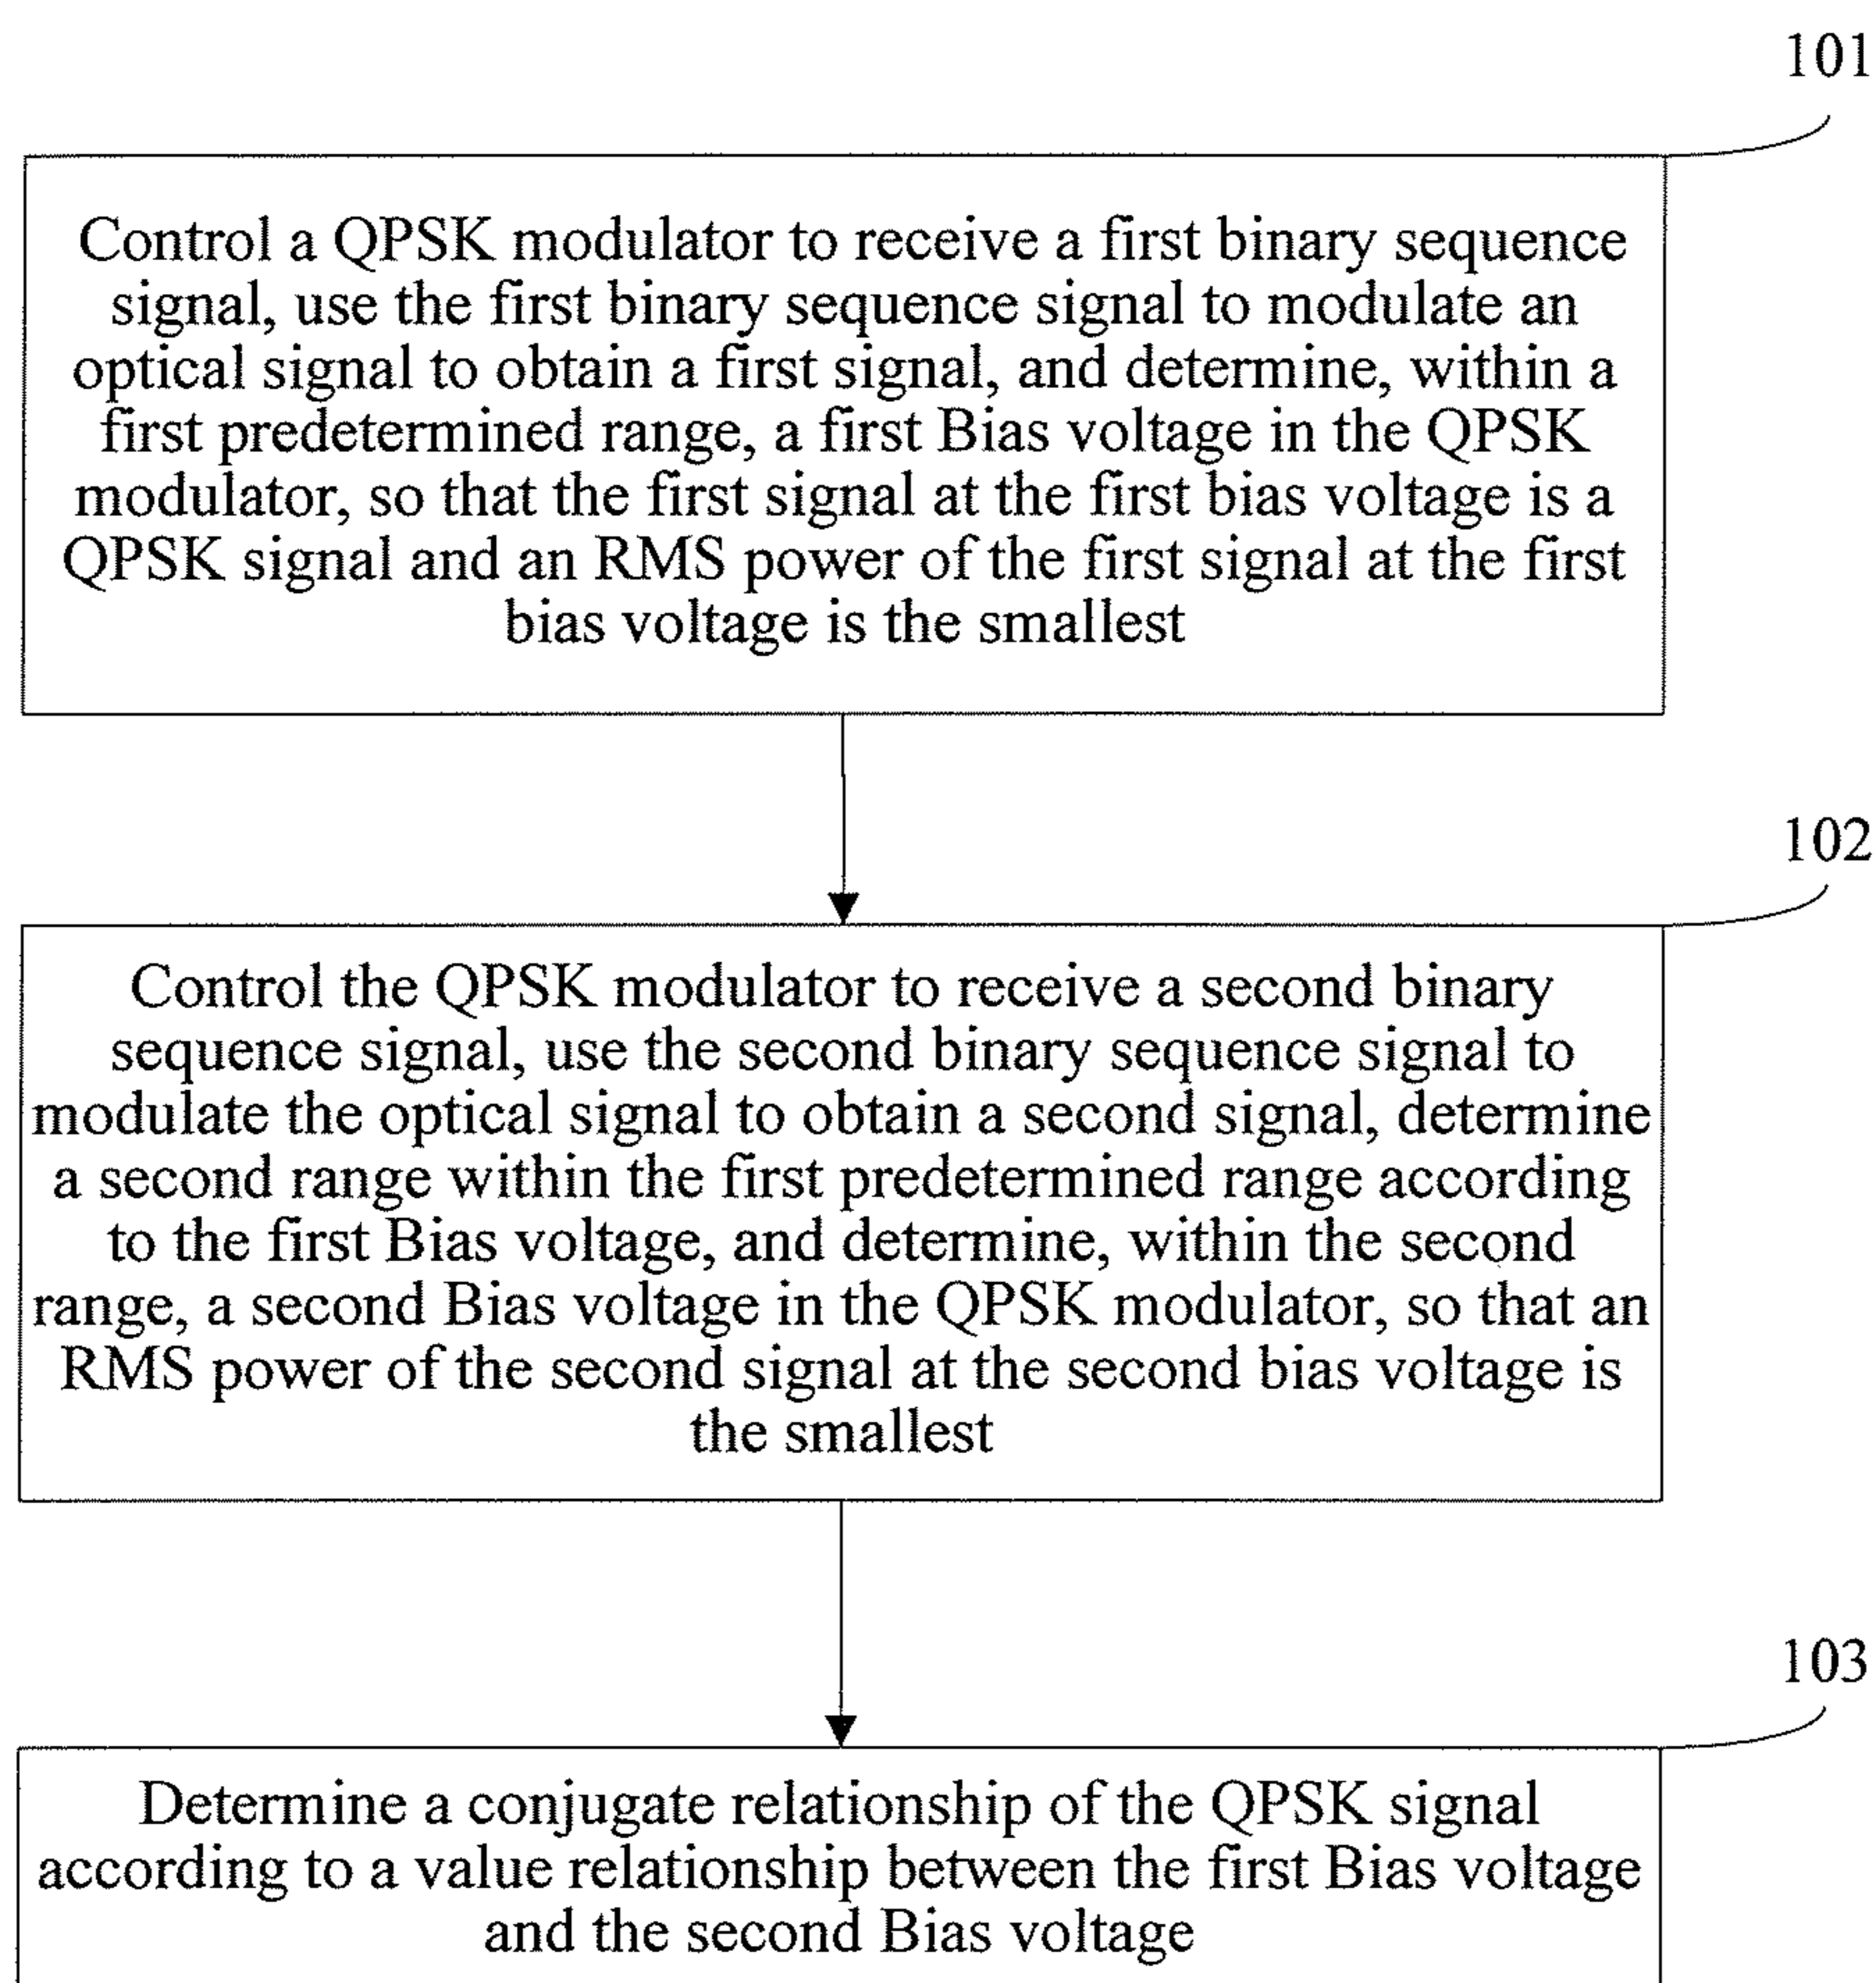 101
Control a QPSK modulator to receive a first binary sequence
signal, use the first binary sequence signal to modulate an
optical signal to obtain a first signal, and determine, within a
first predetermined range, a first Bias voltage in the QPSK
modulator, so that the first signal at the first bias voltage is a
QPSK signal and an RMS power of the first signal at the first
bias voltage is the smallest
102
Control the QPSK modulator to receive a second binary
sequence signal, use the second binary sequence signal to
modulate the optical signal to obtain a second signal, determine
a second range within the first predetermined range according
to the first Bias voltage, and determine, within the second
range, a second Bias voltage in the QPSK modulator, so that an
RMS power of the second signal at the second bias voltage is
the smallest
103
Determine a conjugate relationship of the QPSK signal
according to a value relationship between the first Bias voltage
and the second Bias voltage